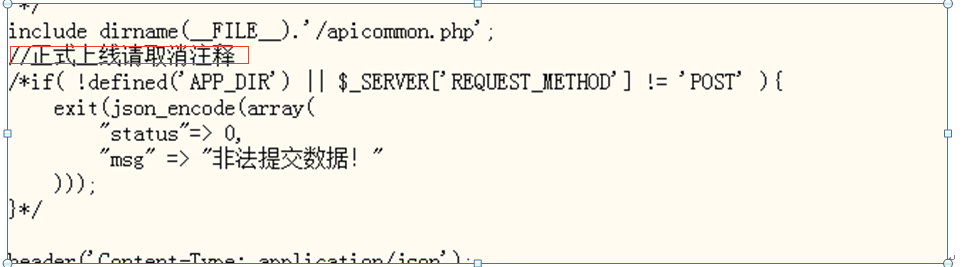 */
include dirname(__FILE__).'/apicommon.php';
//正式上线请取消注释
/*if( !defined('APP_DIR') || $_SERVER['REQUEST_METHOD'] != 'POST' ){
exit(json_encode(array(
"status"=> 0,
"msg" => "非法提交数据! "
)));
}*/
header('Content-Type: application/json');